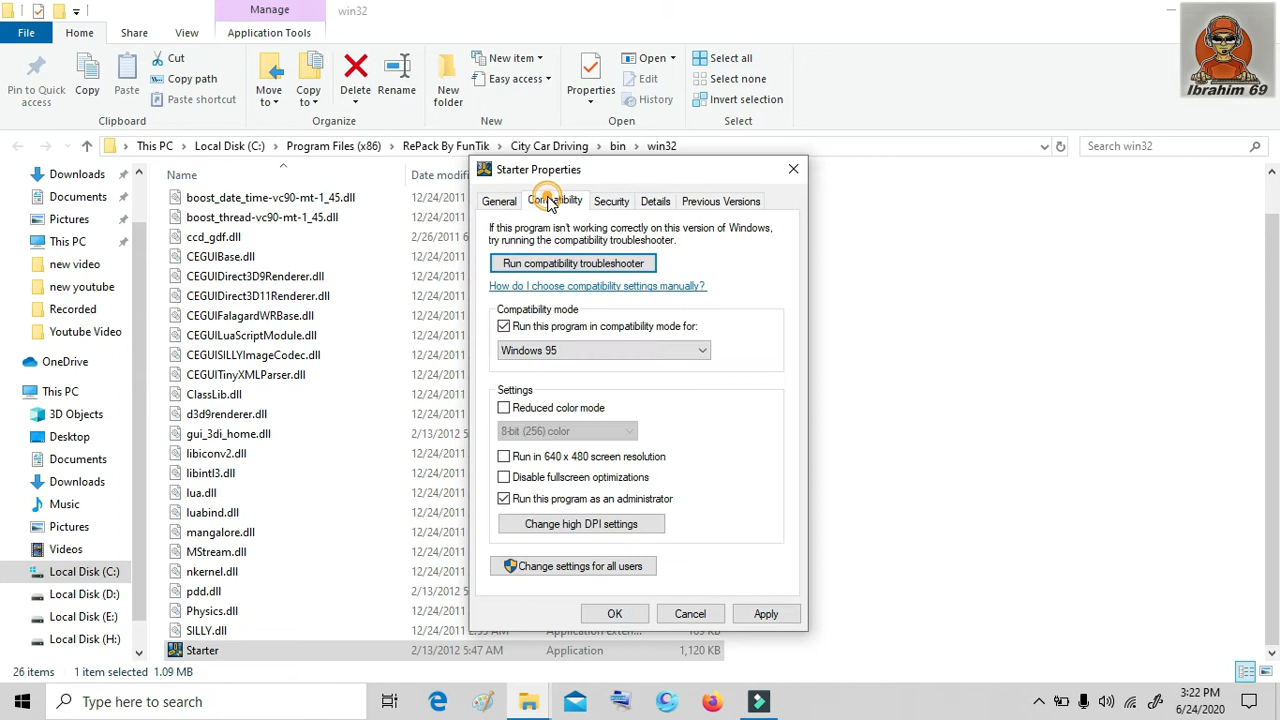 Manage
win32
File
Home
Share
View
Application Tools
Pin to Quick access
Copy
Paste
Cut
Copy path
Paste shortcut
Clipboard
Move to
Copy to
Delete
Rename
Organize
New folder
New item
Easy access
New
Properties
Open
Edit
History
Open
Select all
Select none
Invert selection
Select
Ibrahim 69
This PC
Local Disk (C:)
Program Files (x86)
RePack By FunTik
City Car Driving
bin
win32
Search win32
Downloads
Documents
Pictures
This PC
new video
new udpate
Recorded
Youtube Video
OneDrive
This PC
3D Objects
Desktop
Documents
Downloads
Music
Pictures
Videos
Local Disk (C:)
Local Disk (D:)
Local Disk (E:)
Local Disk (H:)
Name
Date modifi
boost_date_time-vc90-mt-1_45.dll 12/24/2011
boost_thread-vc90-mt-1_45.dll 12/24/2011
ccd_gdf.dll 2/26/2011 6
CEGUIBase.dll 12/24/2011
CEGUIDirect3D9Renderer.dll 12/24/2011
CEGUIDirect3D11Renderer.dll 12/24/2011
CEGUIFalagardWRBase.dll 12/24/2011
CEGUILuaScriptModule.dll 12/24/2011
CEGUISILLYImageCodec.dll 12/24/2011
CEGUITinyXMLParser.dll 12/24/2011
ClassLib.dll 12/24/2011
d3d9renderer.dll 12/24/2011
gui_3di_home.dll 2/13/2012 5
libiconv2.dll 12/24/2011
libintl3.dll 12/24/2011
lua.dll 12/24/2011
luabind.dll 12/24/2011
mangalore.dll 12/24/2011
MStream.dll 12/24/2011
nkernel.dll 12/24/2011
pdd.dll 2/13/2012 5
Physics.dll 12/24/2011
SILLY.dll
Starter 2/13/2012 5:47 AM Application 1,120 KB
Starter Properties
General
Compatibility
Security
Details
Previous Versions
If this program isn't working correctly on this version of Windows,
try running the compatibility troubleshooter.
Run compatibility troubleshooter
How do I choose compatibility settings manually?
Compatibility mode
Run this program in compatibility mode for:
Windows 95
Settings
Reduced color mode
8-bit (256) color
Run in 640 x 480 screen resolution
Disable fullscreen optimizations
Run this program as an administrator
Change high DPI settings
Change settings for all users
OK
Cancel
Apply
26 items
1 item selected 1.09 MB
Type here to search
3:22 PM
6/24/2020